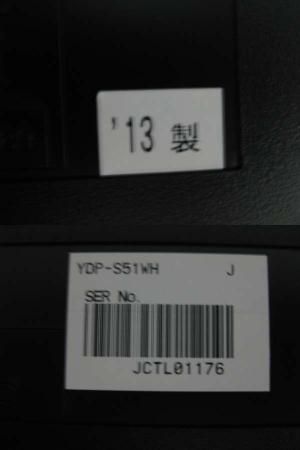 '13 製
YDP-S51WH J
SER No.
JCTL01176